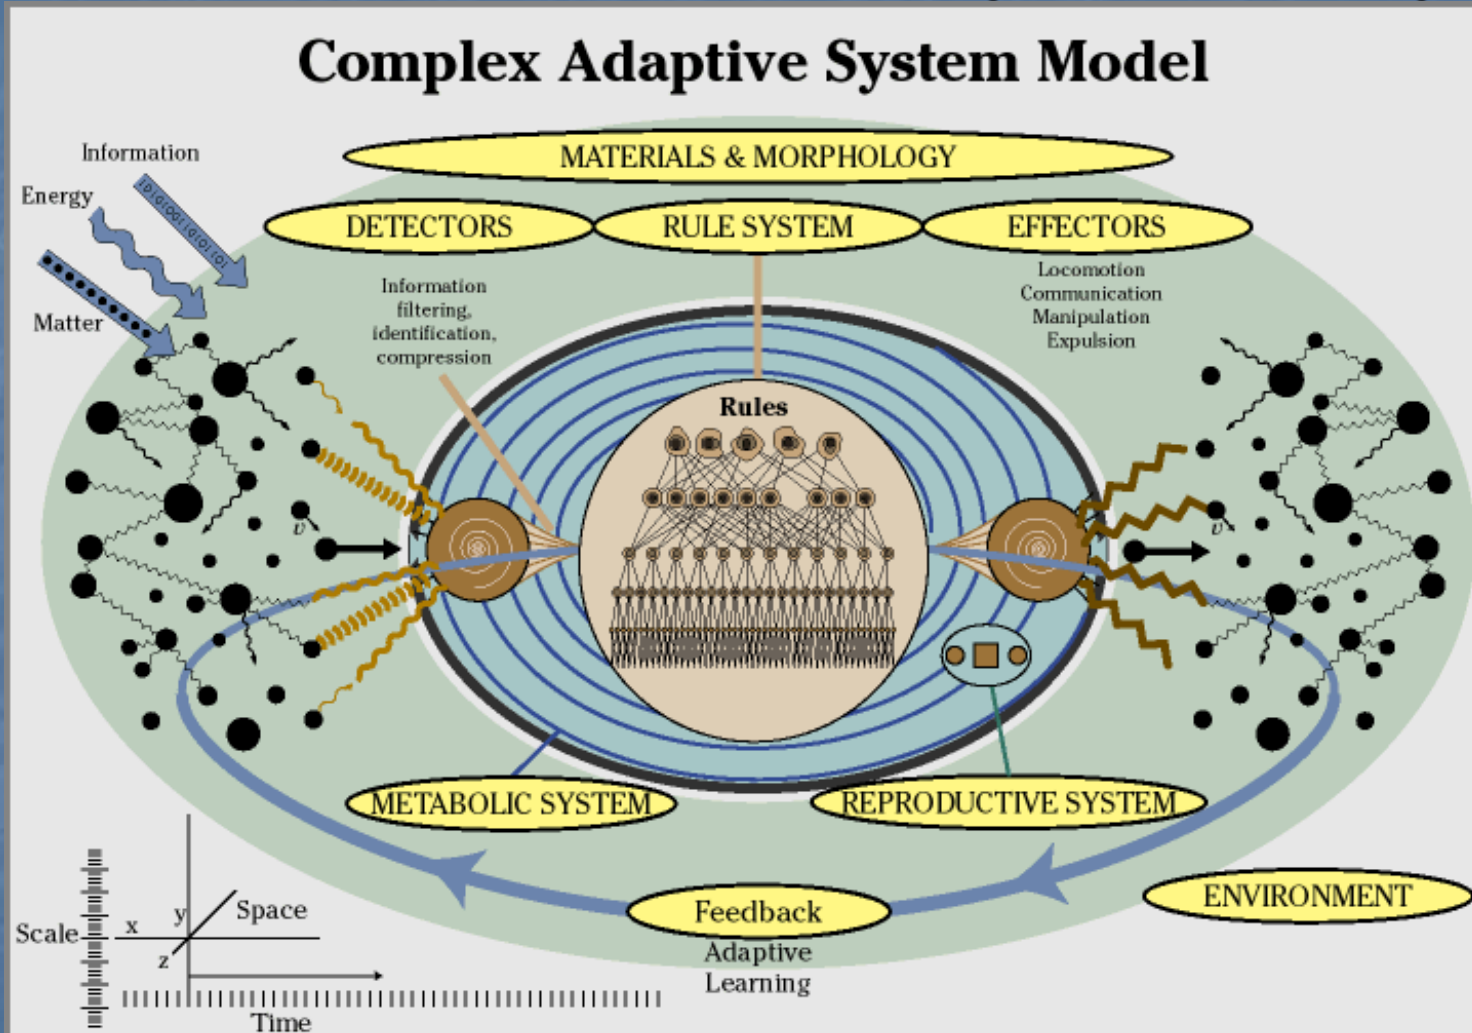 Complex Adaptive System Model
Information
Energy
Matter
MATERIALS & MORPHOLOGY
DETECTORS
RULE SYSTEM
EFFECTORS
Information
filtering,
identification,
compression
Locomotion
Communication
Manipulation
Expulsion
Rules
v
v
METABOLIC SYSTEM
REPRODUCTIVE SYSTEM
ENVIRONMENT
Feedback
Adaptive
Learning
Scale
x
y
z
Space
Time